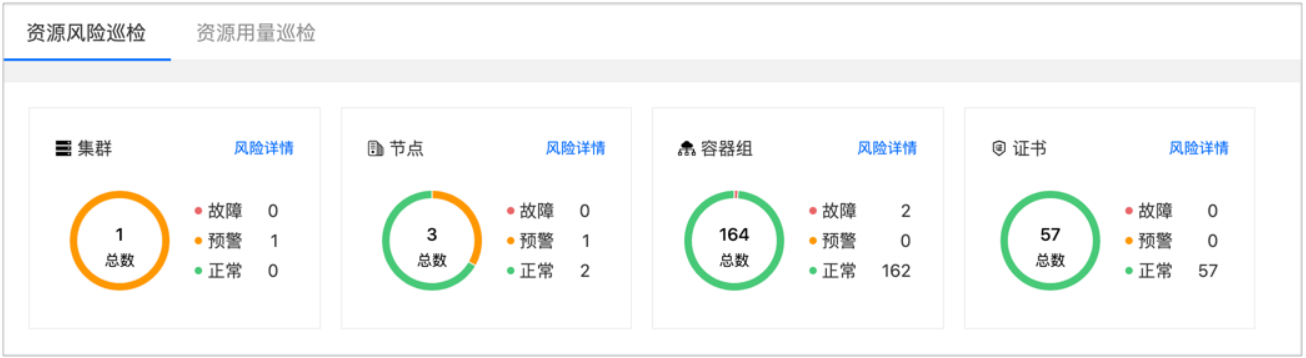 资源风险巡检 资源用量巡检
集群 风险详情
1
总数
故障 0
预警 1
正常 0
节点 风险详情
3
总数
故障 0
预警 1
正常 2
容器组 风险详情
164
总数
故障 2
预警 0
正常 162
证书 风险详情
57
总数
故障 0
预警 0
正常 57